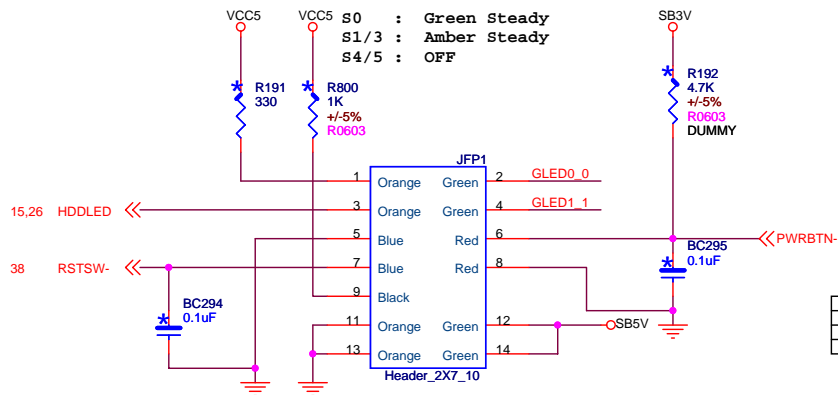 VCC5
VCC5
S0 : Green Steady
S1/3 : Amber Steady
S4/5 : OFF
SB3V
R191
330
R800
1K
+/-5%
R0603
R192
4.7K
+/-5%
R0603
DUMMY
JFP1
1 Orange Green 2 GLED0_0
15,26 HDDLED 3 Orange Green 4 GLED1_1
5 Blue Red 6 PWRBTN-
38 RSTSW- 7 Blue Red 8
BC295
0.1uF
9 Black
BC294
0.1uF
11 Orange Green 12 SB5V
13 Orange Green 14
Header_2X7_10